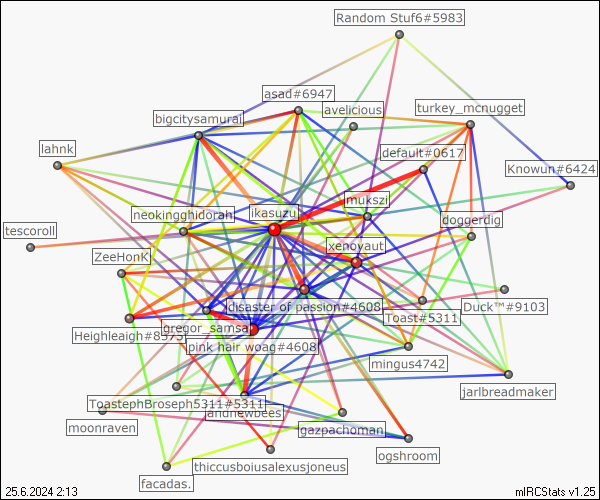 Random Stuf6#5983
asad#6947
avelicious
turkey_mcnugget
bigcitysamurai
lahnk
default#0617
Knowun#6424
mukszi
neokingghidorah
ikasuzu
doggerdig
tescoroll
xenoyaut
ZeeHonK
disaster of passion#4608
Duck™#9103
Toast#5311
gregor_samsa
Heighleaigh#8573
pink hair woag#4608
mingus4742
jarlbreadmaker
ToastephBroseph5311#5311
andnewbees
moonraven
gazpachoman
ogshroom
thiccusboiusalexusjoneus
facadas.
25.6.2024 2:13
mIRCStats v1.25